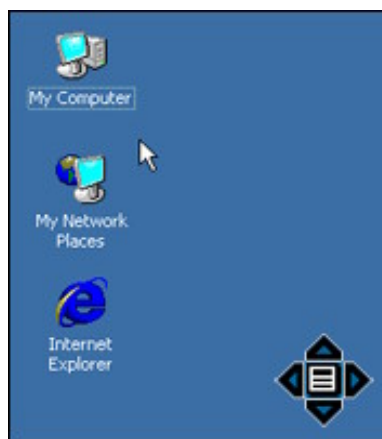 My Computer
My Network
Places
Internet
Explorer